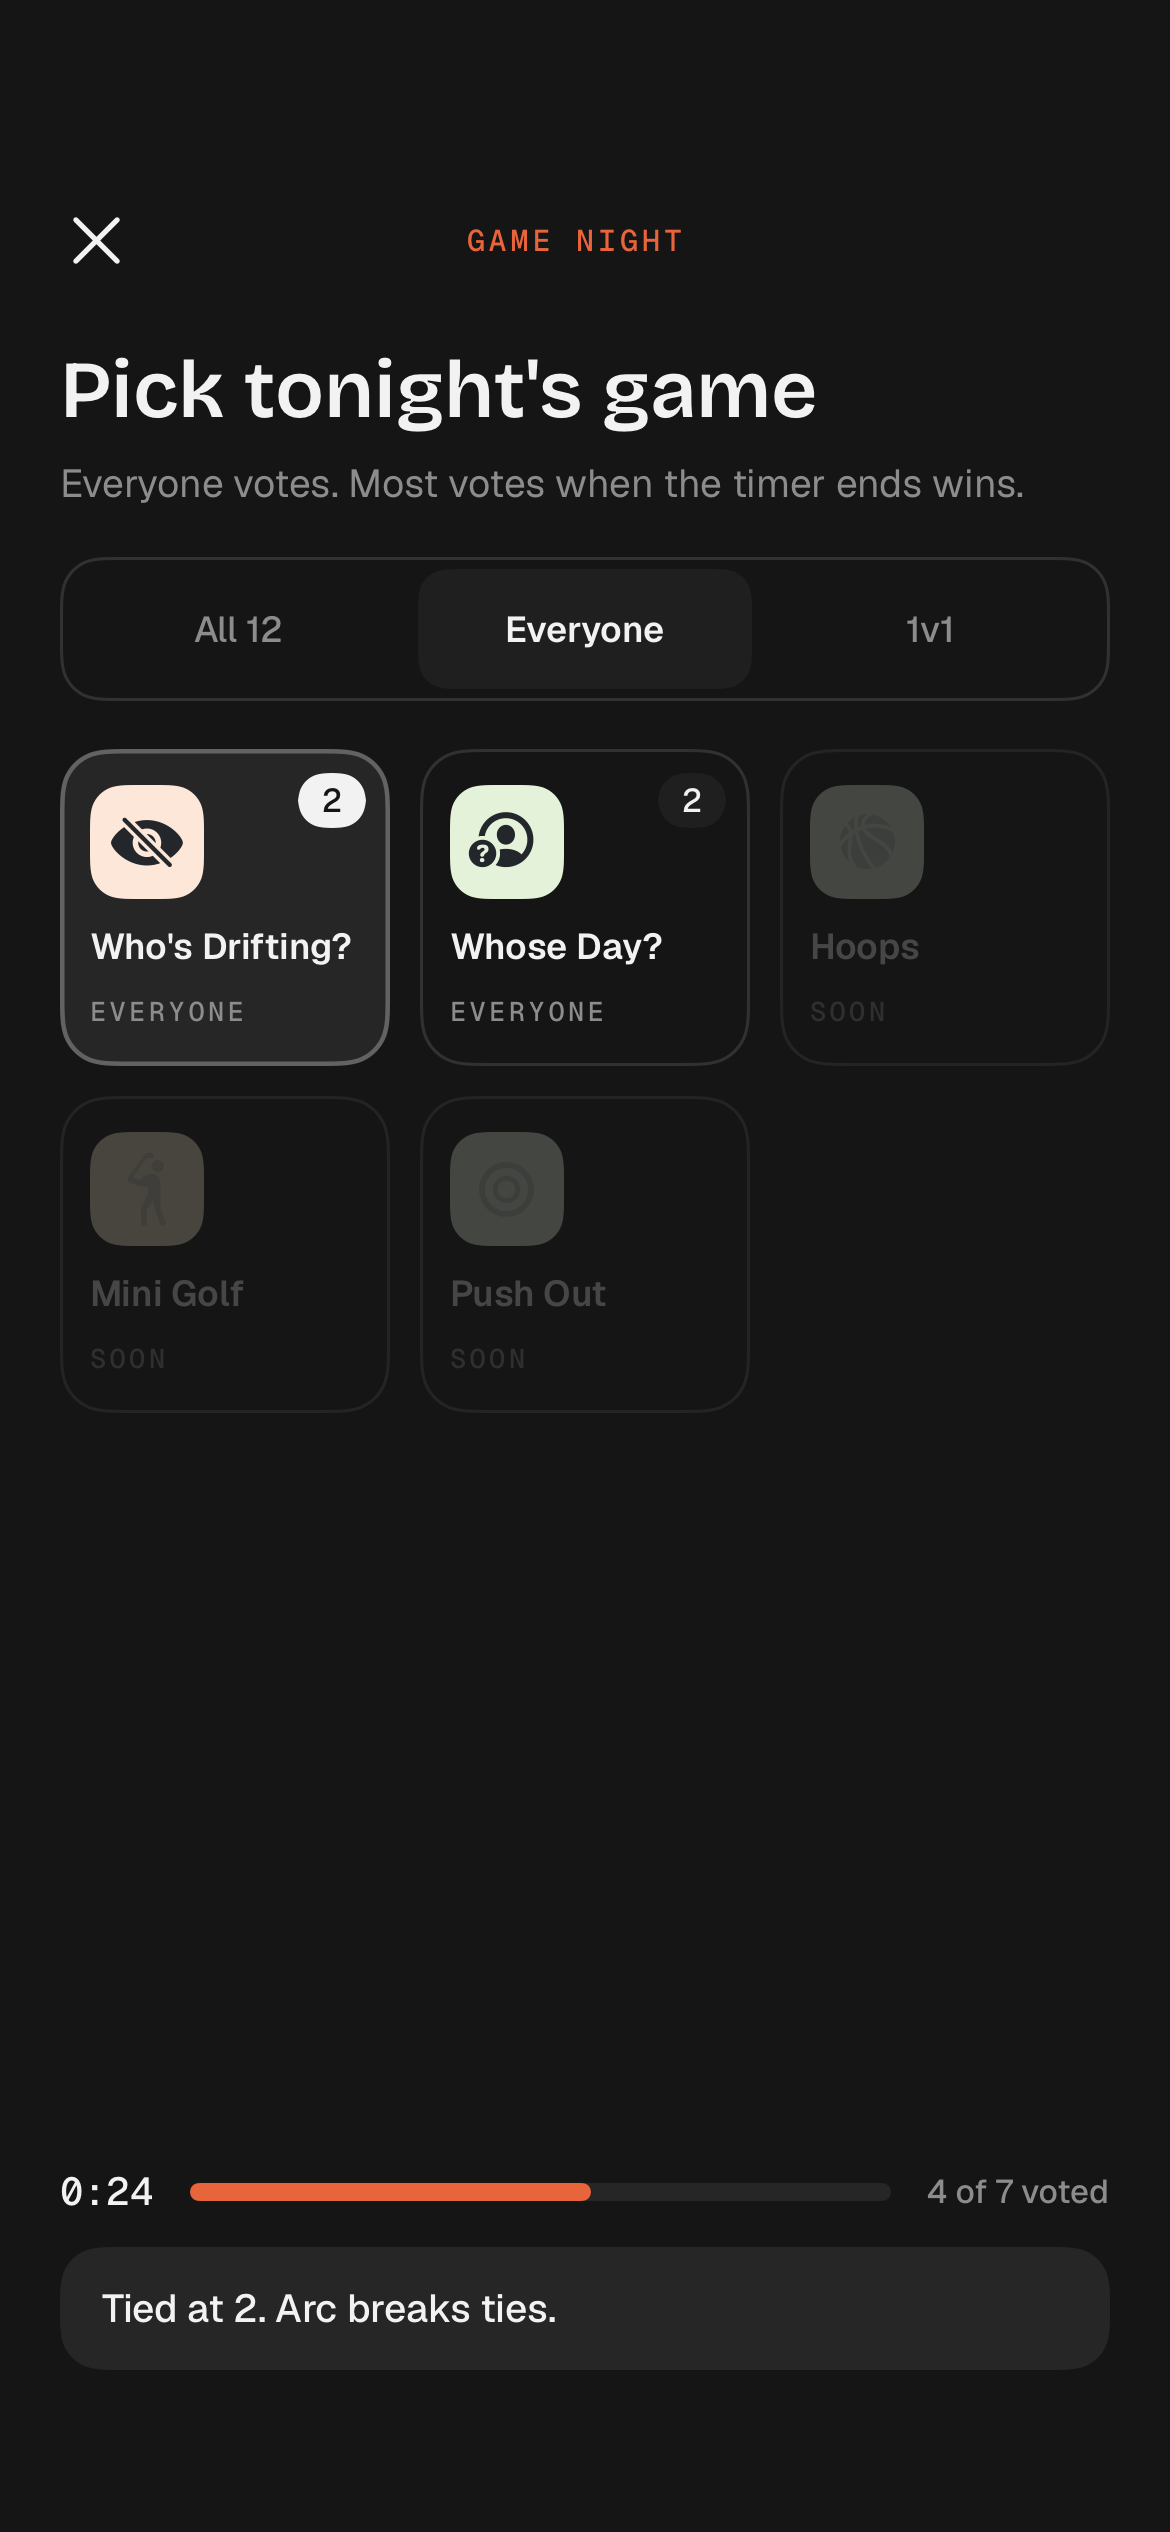 GAME NIGHT
Pick tonight's game
Everyone votes. Most votes when the timer ends wins.
All 12
Everyone
1v1
2
Who's Drifting?
EVERYONE
2
?
Whose Day?
EVERYONE
Hoops
SOON
Mini Golf
SOON
Push Out
SOON
0:24
4 of 7 voted
Tied at 2. Arc breaks ties.